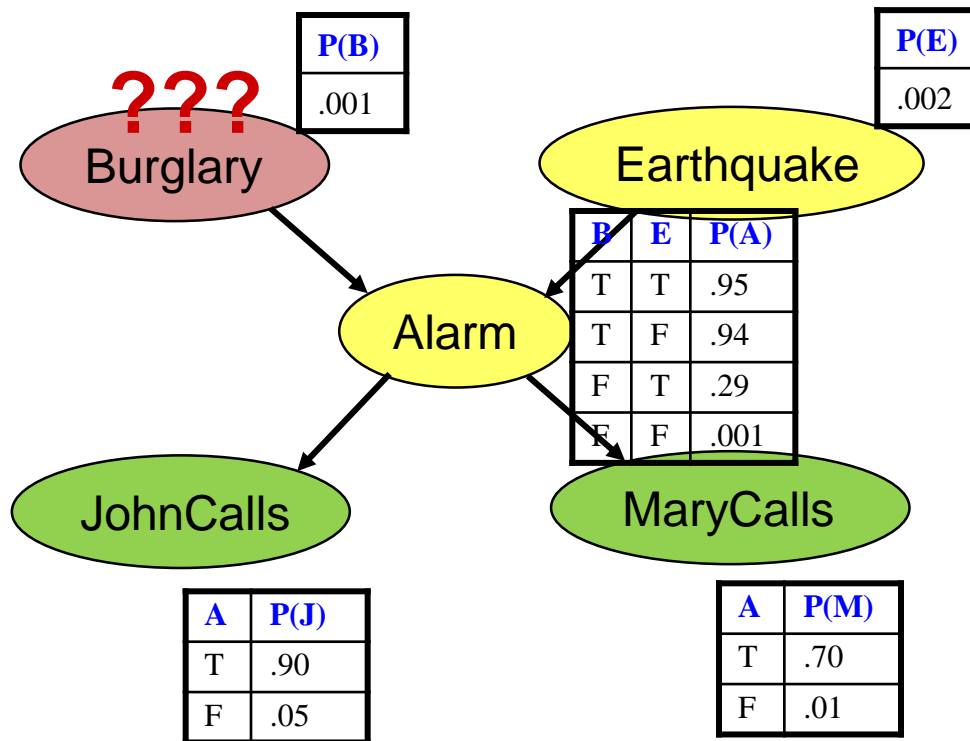 P(B)
.001
P(E)
.002
???
Burglary
Earthquake
B E P(A)
T T .95
T F .94
F T .29
F F .001
Alarm
JohnCalls
MaryCalls
A P(J)
T .90
F .05
A P(M)
T .70
F .01